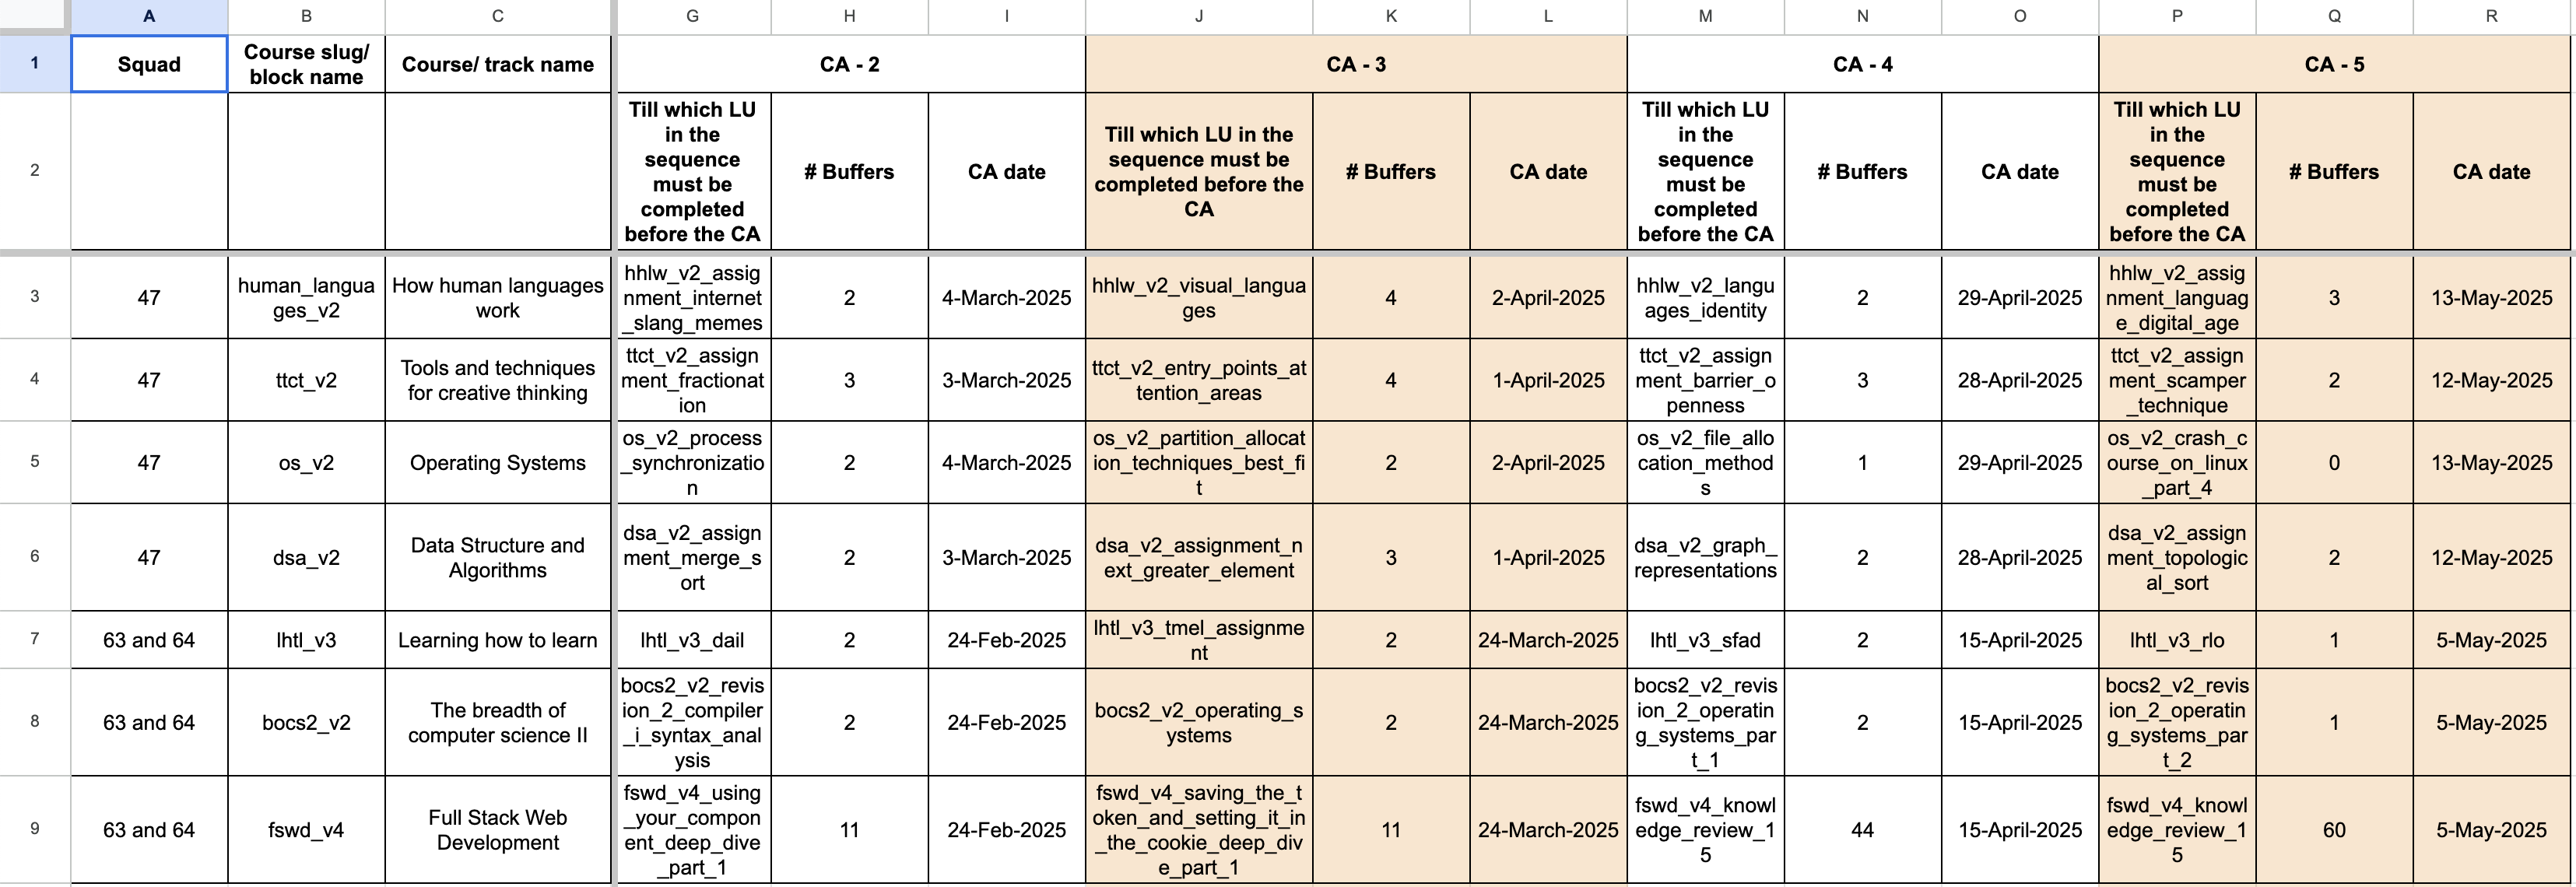 A B C G H I J K L M N O P Q R
1 Squad Course slug/ block name Course/ track name CA - 2 CA - 3 CA - 4 CA - 5
2 Till which LU in the sequence must be completed before the CA # Buffers CA date Till which LU in the sequence must be completed before the CA # Buffers CA date Till which LU in the sequence must be completed before the CA # Buffers CA date Till which LU in the sequence must be completed before the CA # Buffers CA date
3 47 human_languages_v2 How human languages work hhlw_v2_assignment_internet_slang_memes 2 4-March-2025 hhlw_v2_visual_languages 4 2-April-2025 hhlw_v2_languages_identity 2 29-April-2025 hhlw_v2_assignment_language_digital_age 3 13-May-2025
4 47 ttct_v2 Tools and techniques for creative thinking ttct_v2_assignment_fractionation 3 3-March-2025 ttct_v2_entry_points_attention_areas 4 1-April-2025 ttct_v2_assignment_barrier_openness 3 28-April-2025 ttct_v2_assignment_scamper_technique 2 12-May-2025
5 47 os_v2 Operating Systems os_v2_process_synchronization 2 4-March-2025 os_v2_partition_allocation_techniques_best_fit 2 2-April-2025 os_v2_file_allocation_methods 1 29-April-2025 os_v2_crash_course_on_linux_part_4 0 13-May-2025
6 47 dsa_v2 Data Structure and Algorithms dsa_v2_assignment_merge_sort 2 3-March-2025 dsa_v2_assignment_next_greater_element 3 1-April-2025 dsa_v2_graph_representations 2 28-April-2025 dsa_v2_assignment_topological_sort 2 12-May-2025
7 63 and 64 lhtl_v3 Learning how to learn lhtl_v3_dail 2 24-Feb-2025 lhtl_v3_tmel_assignment 2 24-March-2025 lhtl_v3_sfad 2 15-April-2025 lhtl_v3_rlo 1 5-May-2025
8 63 and 64 bocs2_v2 The breadth of computer science II bocs2_v2_revision_2_compiler_i_syntax_analysis 2 24-Feb-2025 bocs2_v2_operating_systems 2 24-March-2025 bocs2_v2_revision_2_operating_systems_part_1 2 15-April-2025 bocs2_v2_revision_2_operating_systems_part_2 1 5-May-2025
9 63 and 64 fswd_v4 Full Stack Web Development fswd_v4_using_your_component_deep_dive_part_1 11 24-Feb-2025 fswd_v4_saving_the_token_and_setting_it_in_the_cookie_deep_dive_part_1 11 24-March-2025 fswd_v4_knowledge_review_15 44 15-April-2025 fswd_v4_knowledge_review_15 60 5-May-2025